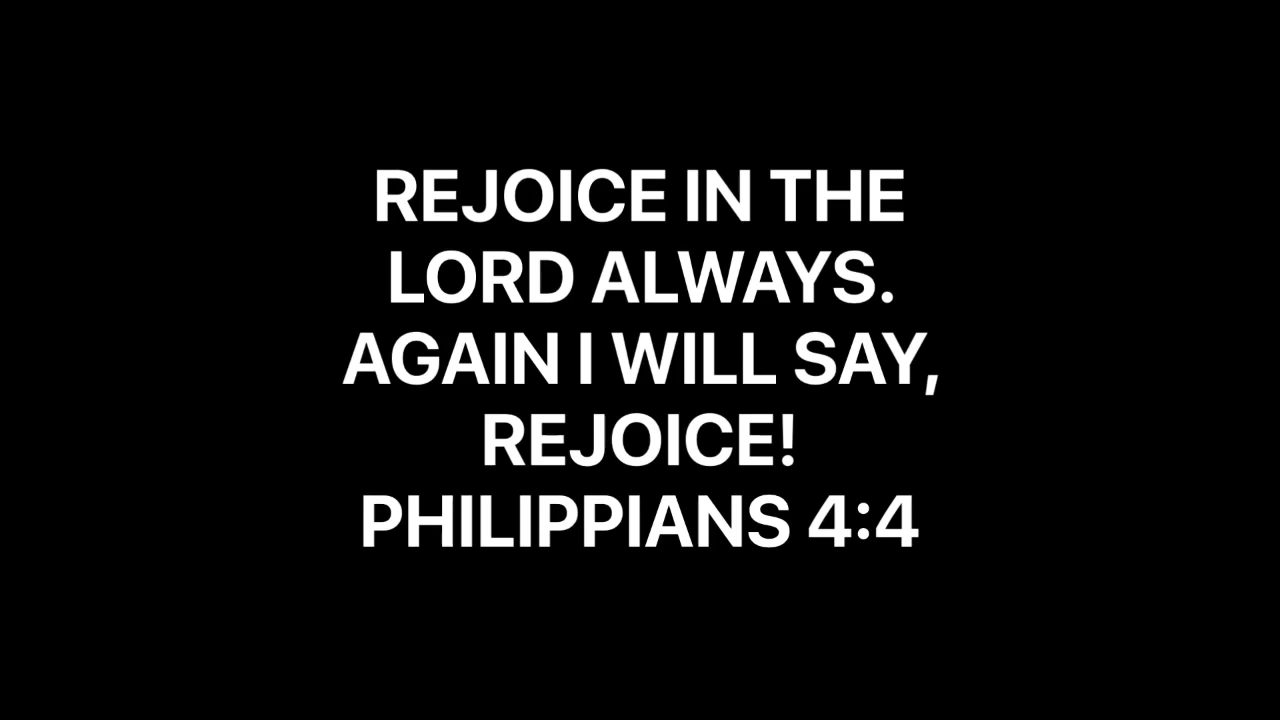 REJOICE IN THE
LORD ALWAYS.
AGAIN I WILL SAY,
REJOICE!
PHILIPPIANS 4:4